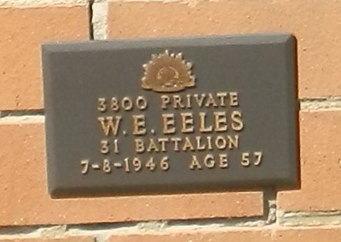 3800 PRIVATE
W. E. EELES
31 BATTALION
7-8-1946 AGE 57